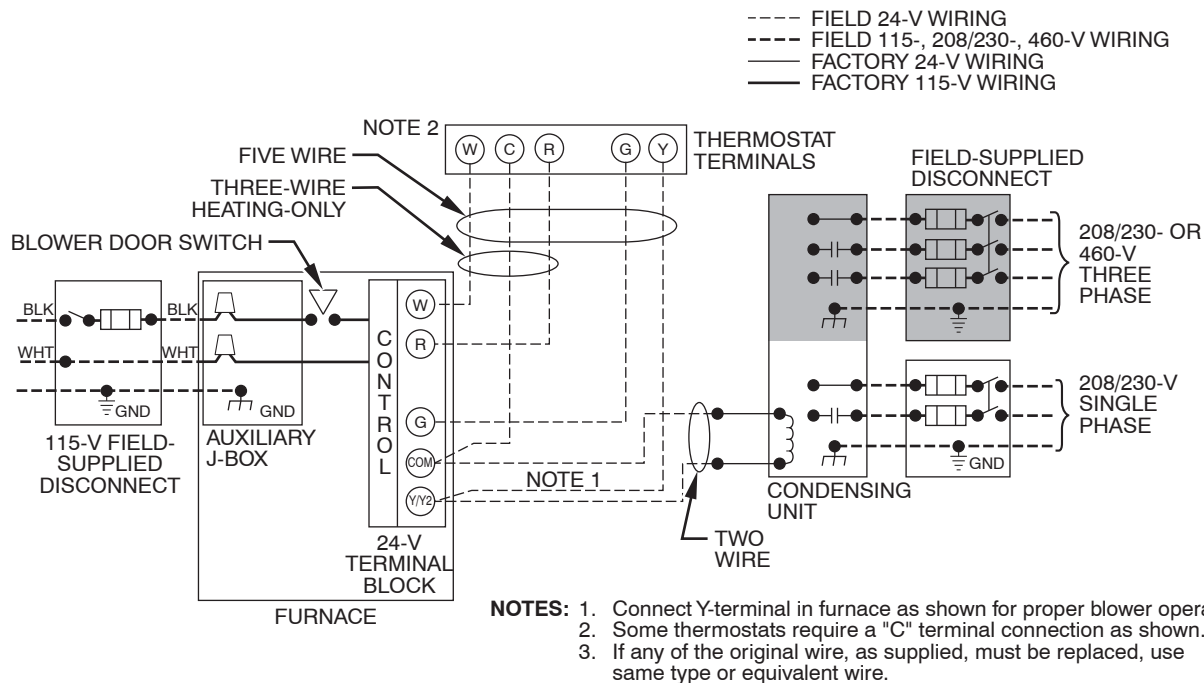 FIELD 24-V WIRING
FIELD 115-, 208/230-, 460-V WIRING
FACTORY 24-V WIRING
FACTORY 115-V WIRING
NOTE 2
W
C
R
G
Y
THERMOSTAT
TERMINALS
FIVE WIRE
THREE-WIRE
HEATING-ONLY
BLOWER DOOR SWITCH
FIELD-SUPPLIED
DISCONNECT
208/230- OR
460-V
THREE
PHASE
BLK
BLK
WHT
WHT
GND
GND
115-V FIELD-
SUPPLIED
DISCONNECT
AUXILIARY
J-BOX
CONTROL
W
R
G
COM
Y/Y2
NOTE 1
24-V
TERMINAL
BLOCK
FURNACE
TWO
WIRE
CONDENSING
UNIT
GND
208/230-V
SINGLE
PHASE
NOTES: 1. Connect Y-terminal in furnace as shown for proper blower opera
2. Some thermostats require a "C" terminal connection as shown.
3. If any of the original wire, as supplied, must be replaced, use
same type or equivalent wire.